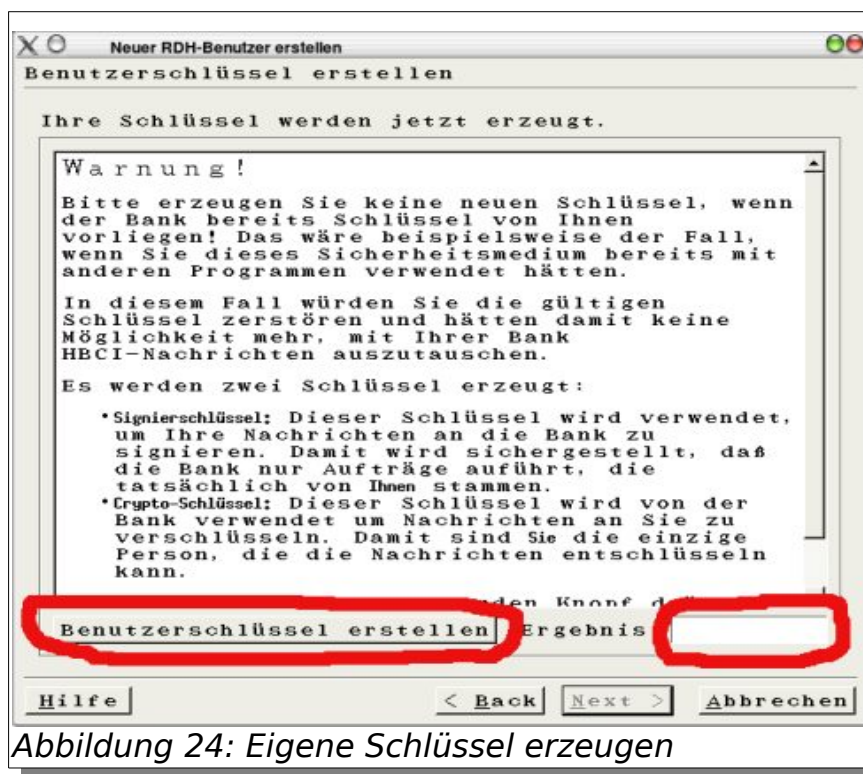 Neuer RDH-Benutzer erstellen
Benutzerschlüssel erstellen
Ihre Schlüssel werden jetzt erzeugt.
Warnung!
Bitte erzeugen Sie keine neuen Schlüssel, wenn
der Bank bereits Schlüssel von Ihnen
vorliegen! Das wäre beispielsweise der Fall,
wenn Sie dieses Sicherheitsmedium bereits mit
anderen Programmen verwendet hätten.
In diesem Fall würden Sie die gültigen
Schlüssel zerstören und hätten damit keine
Möglichkeit mehr, mit Ihrer Bank
HBCI-Nachrichten auszutauschen.
Es werden zwei Schlüssel erzeugt:
•Signierschlüssel: Dieser Schlüssel wird verwendet,
um Ihre Nachrichten an die Bank zu
signieren. Damit wird sichergestellt, daß
die Bank nur Aufträge auführt, die
tatsächlich von Ihnen stammen.
•Crypto-Schlüssel: Dieser Schlüssel wird von der
Bank verwendet um Nachrichten an Sie zu
verschlüsseln. Damit sind Sie die einzige
Person, die die Nachrichten entschlüsseln
kann.
Knopf
Benutzerschlüssel erstellen Ergebnis
Hilfe < Back Next > Abbrechen
Abbildung 24: Eigene Schlüssel erzeugen